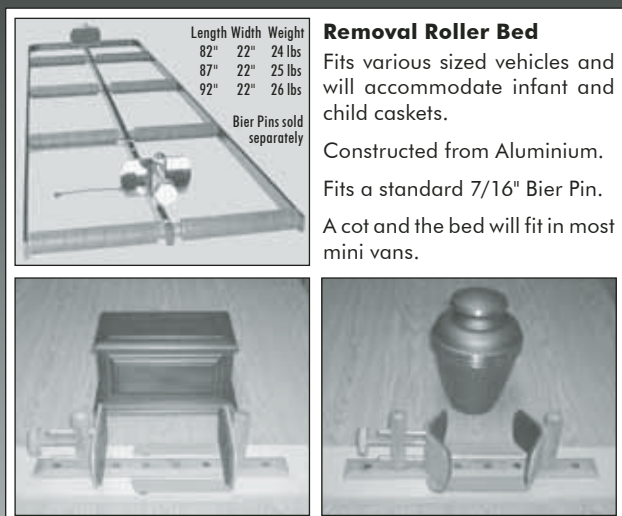 Length Width Weight
82" 22" 24 lbs
87" 22" 25 lbs
92" 22" 26 lbs
Bier Pins sold
separately
Removal Roller Bed
Fits various sized vehicles and
will accommodate infant and
child caskets.
Constructed from Aluminium.
Fits a standard 7/16" Bier Pin.
A cot and the bed will fit in most
mini vans.